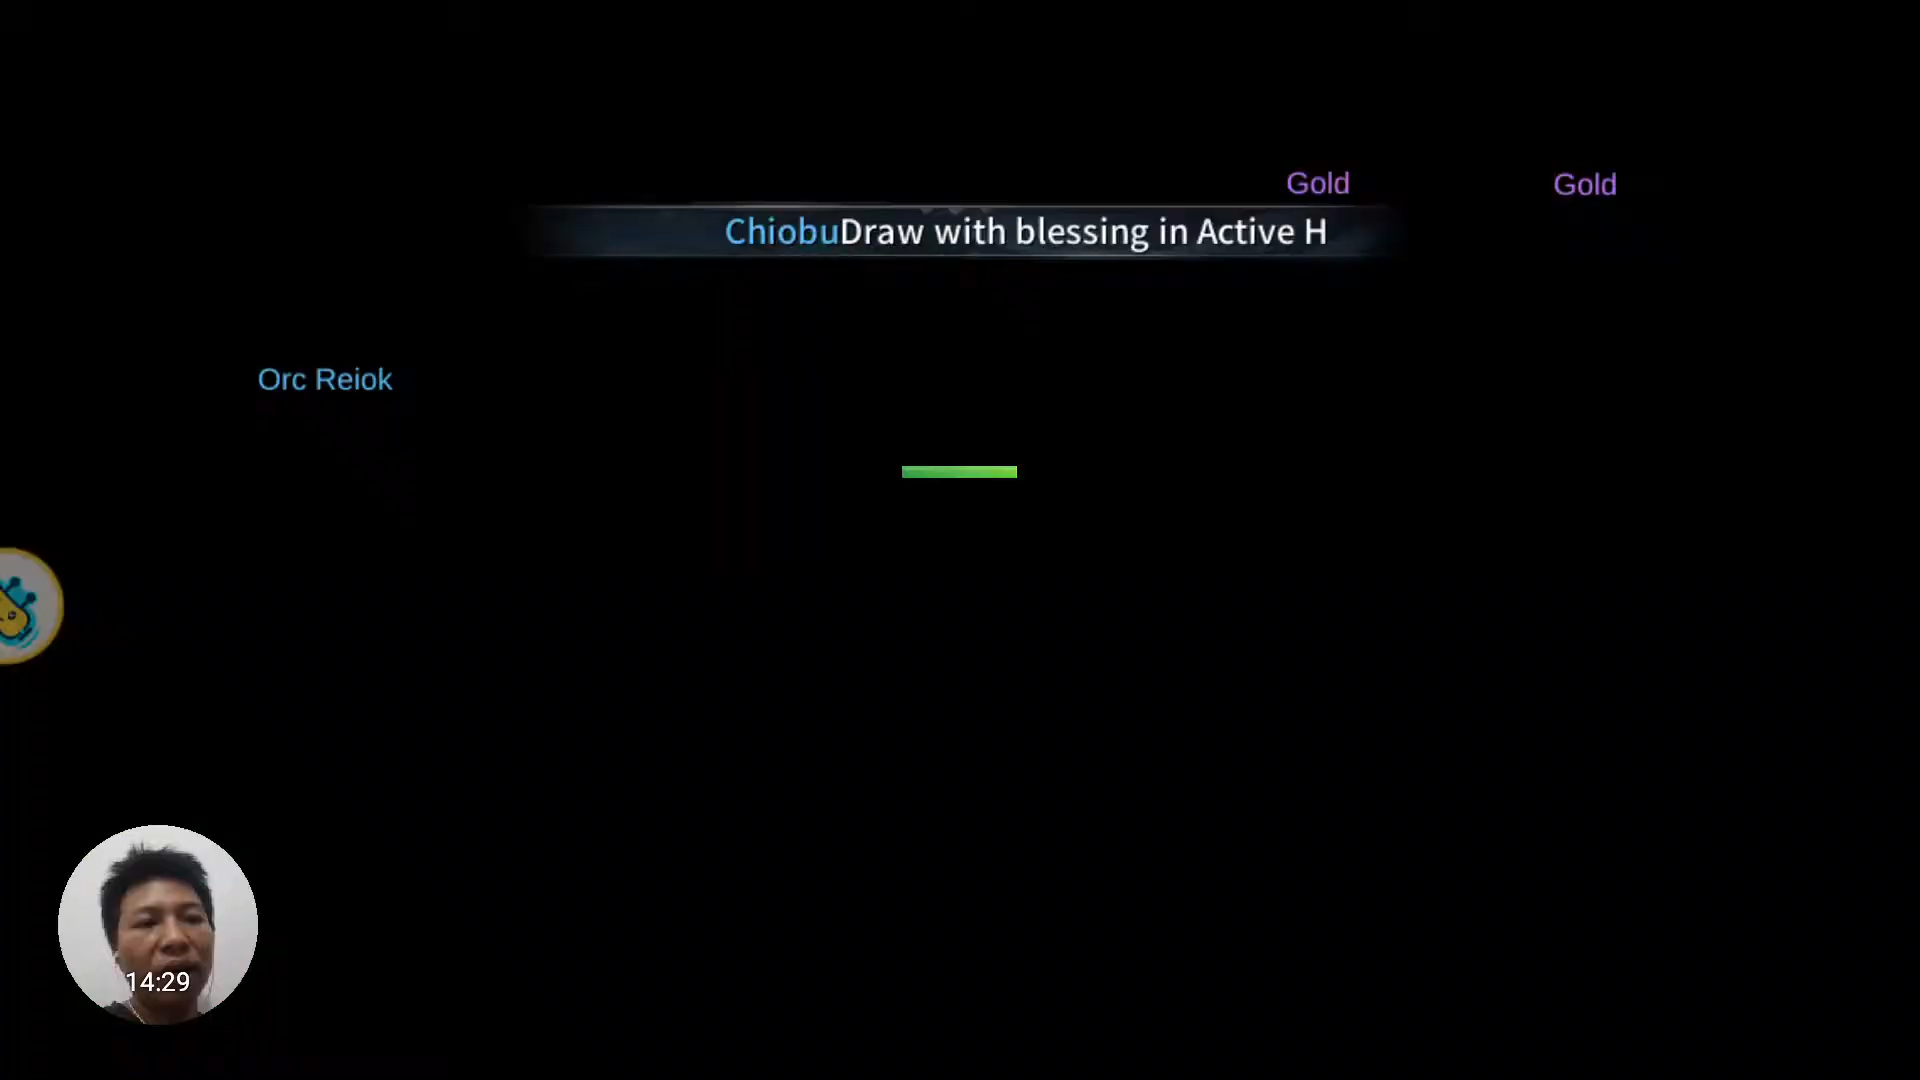 Gold
Gold
ChiobuDraw with blessing in Active H
Orc Reiok
14:29